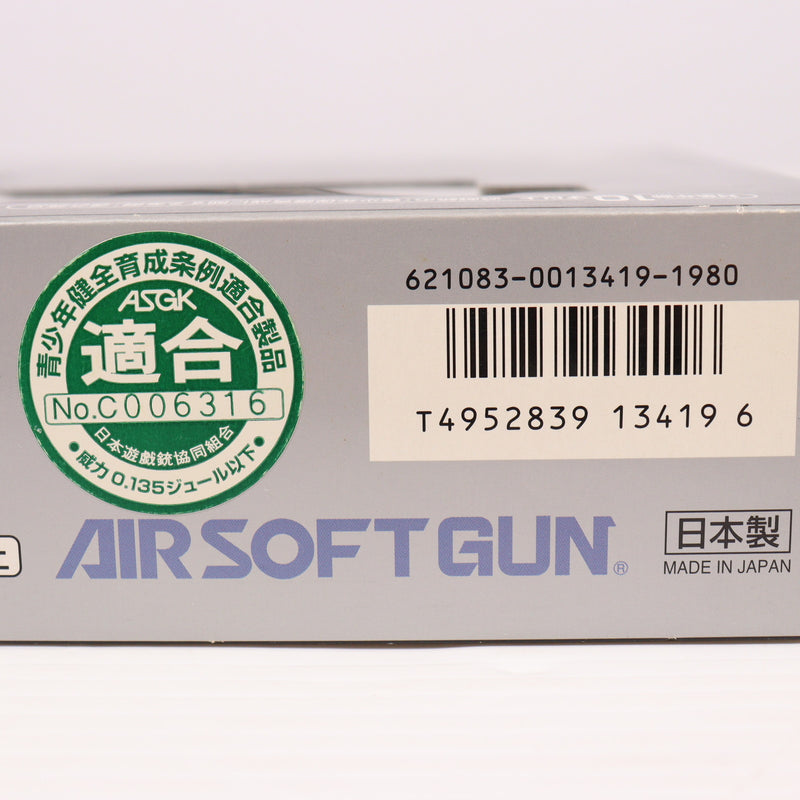 青少年健全育成条例適合製品
ASGK
適合
No.C006316
日本遊戯銃協同組合
威力 0.135ジュール以下
621083-0013419-1980
T4952839 13419 6
AIRSOFTGUN®
日本製
MADE IN JAPAN